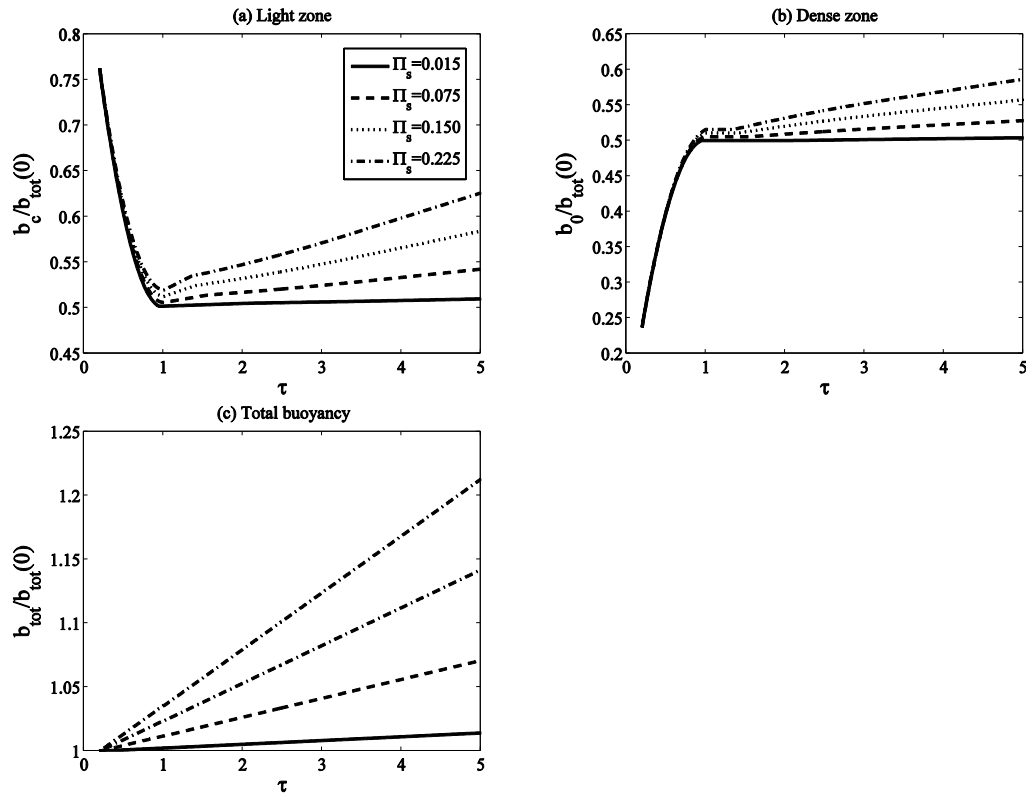 (a) Light zone
0.8
0.75
0.7
0.65
0.6
0.55
0.5
0.45
0 1 2 3 4 5
τ
b_c/b_tot(0)
Π_s=0.015
Π_s=0.075
Π_s=0.150
Π_s=0.225
(b) Dense zone
0.65
0.6
0.55
0.5
0.45
0.4
0.35
0.3
0.25
0.2
0 1 2 3 4 5
τ
b_0/b_tot(0)
(c) Total buoyancy
1.25
1.2
1.15
1.1
1.05
1
0 1 2 3 4 5
τ
b_tot/b_tot(0)